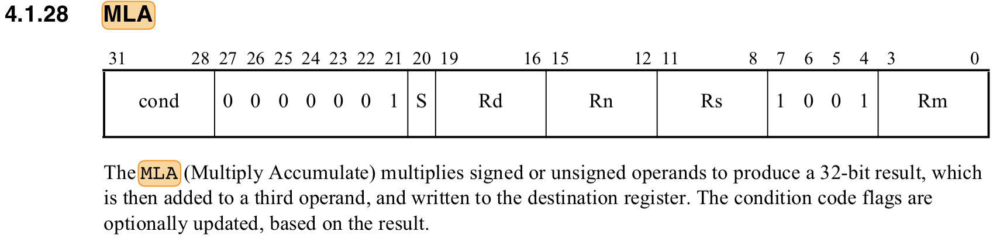 4.1.28 MLA
31 28 27 26 25 24 23 22 21 20 19 16 15 12 11 8 7 6 5 4 3 0
cond 0 0 0 0 0 0 1 S Rd Rn Rs 1 0 0 1 Rm
The MLA (Multiply Accumulate) multiplies signed or unsigned operands to produce a 32-bit result, which
is then added to a third operand, and written to the destination register. The condition code flags are
optionally updated, based on the result.